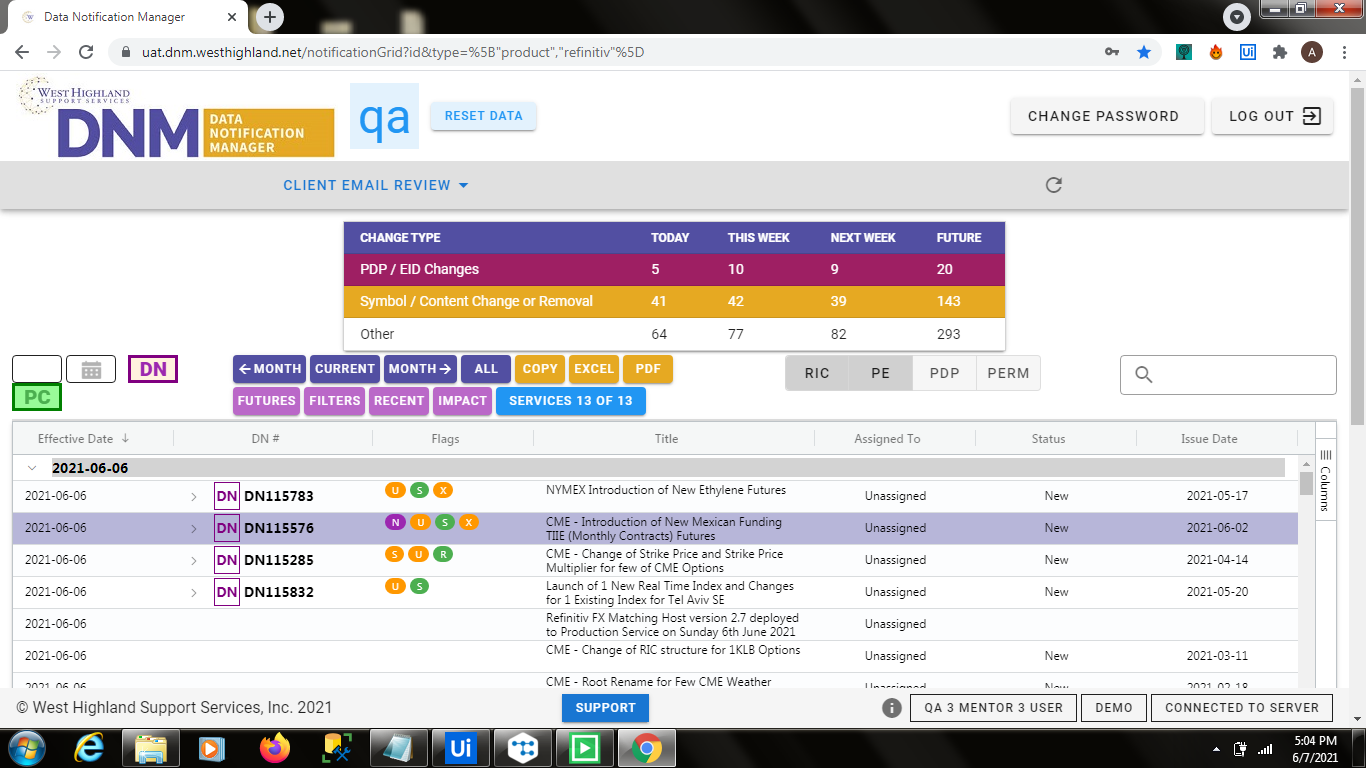 Data Notification Manager
uat.dnm.westhighland.net/notificationGrid?id&type=%5B"product","refinitiv"%5D
Ui
A
WEST HIGHLAND
SUPPORT SERVICES
DNM
DATA
NOTIFICATION
MANAGER
qa
RESET DATA
CHANGE PASSWORD
LOG OUT
CLIENT EMAIL REVIEW
CHANGE TYPE TODAY THIS WEEK NEXT WEEK FUTURE
PDP / EID Changes 5 10 9 20
Symbol / Content Change or Removal 41 42 39 143
Other 64 77 82 293
DN
PC
MONTH CURRENT MONTH ALL COPY EXCEL PDF
FUTURES FILTERS RECENT IMPACT SERVICES 13 OF 13
RIC PE PDP PERM
Effective Date DN # Flags Title Assigned To Status Issue Date
Columns
2021-06-06
2021-06-06 DN DN115783 U S X NYMEX Introduction of New Ethylene Futures Unassigned New 2021-05-17
2021-06-06 DN DN115576 N U S X CME - Introduction of New Mexican Funding Unassigned New 2021-06-02
TIIE (Monthly Contracts) Futures
2021-06-06 DN DN115285 S U R CME - Change of Strike Price and Strike Price Unassigned New 2021-04-14
Multiplier for few of CME Options
2021-06-06 DN DN115832 U S Launch of 1 New Real Time Index and Changes Unassigned New 2021-05-20
for 1 Existing Index for Tel Aviv SE
2021-06-06 Refinitiv FX Matching Host version 2.7 deployed Unassigned
to Production Service on Sunday 6th June 2021
2021-06-06 CME - Change of RIC structure for 1KLB Options Unassigned New 2021-03-11
2021-06-06 CME - Root Rename for Few CME Weather Unassigned New 2021-02-18
© West Highland Support Services, Inc. 2021
SUPPORT
QA 3 MENTOR 3 USER
DEMO
CONNECTED TO SERVER
Ui
5:04 PM
6/7/2021